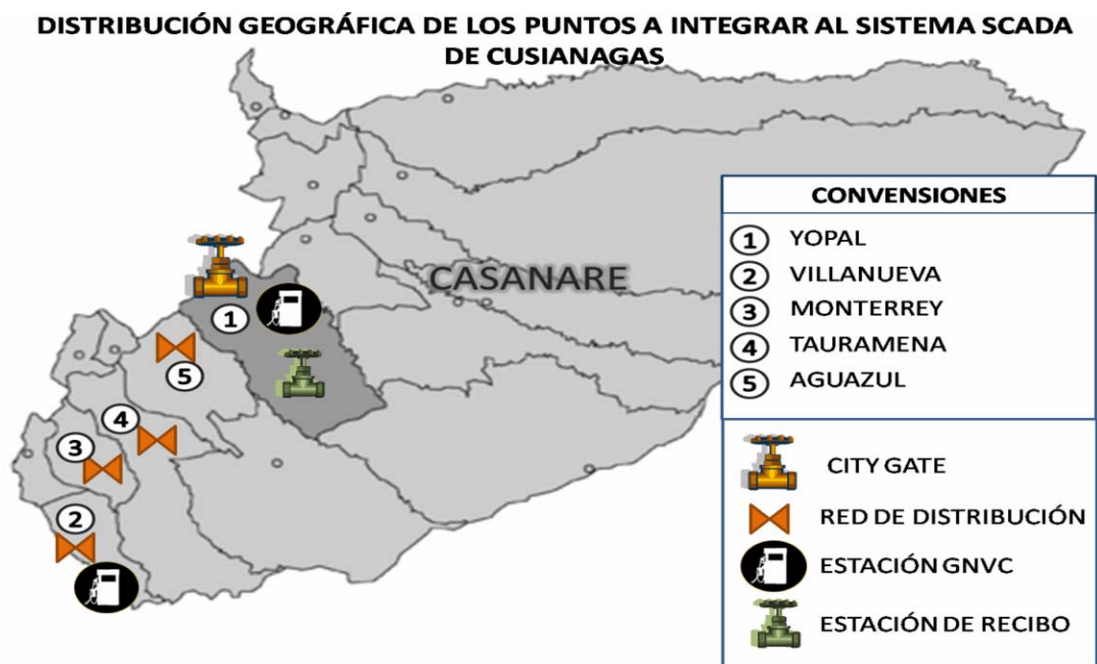 DISTRIBUCIÓN GEOGRÁFICA DE LOS PUNTOS A INTEGRAR AL SISTEMA SCADA
DE CUSIANAGAS
CASANARE
1
5
4
3
2
CONVENSIONES
1 YOPAL
2 VILLANUEVA
3 MONTERREY
4 TAURAMENA
5 AGUAZUL
CITY GATE
RED DE DISTRIBUCIÓN
ESTACIÓN GNVC
ESTACIÓN DE RECIBO